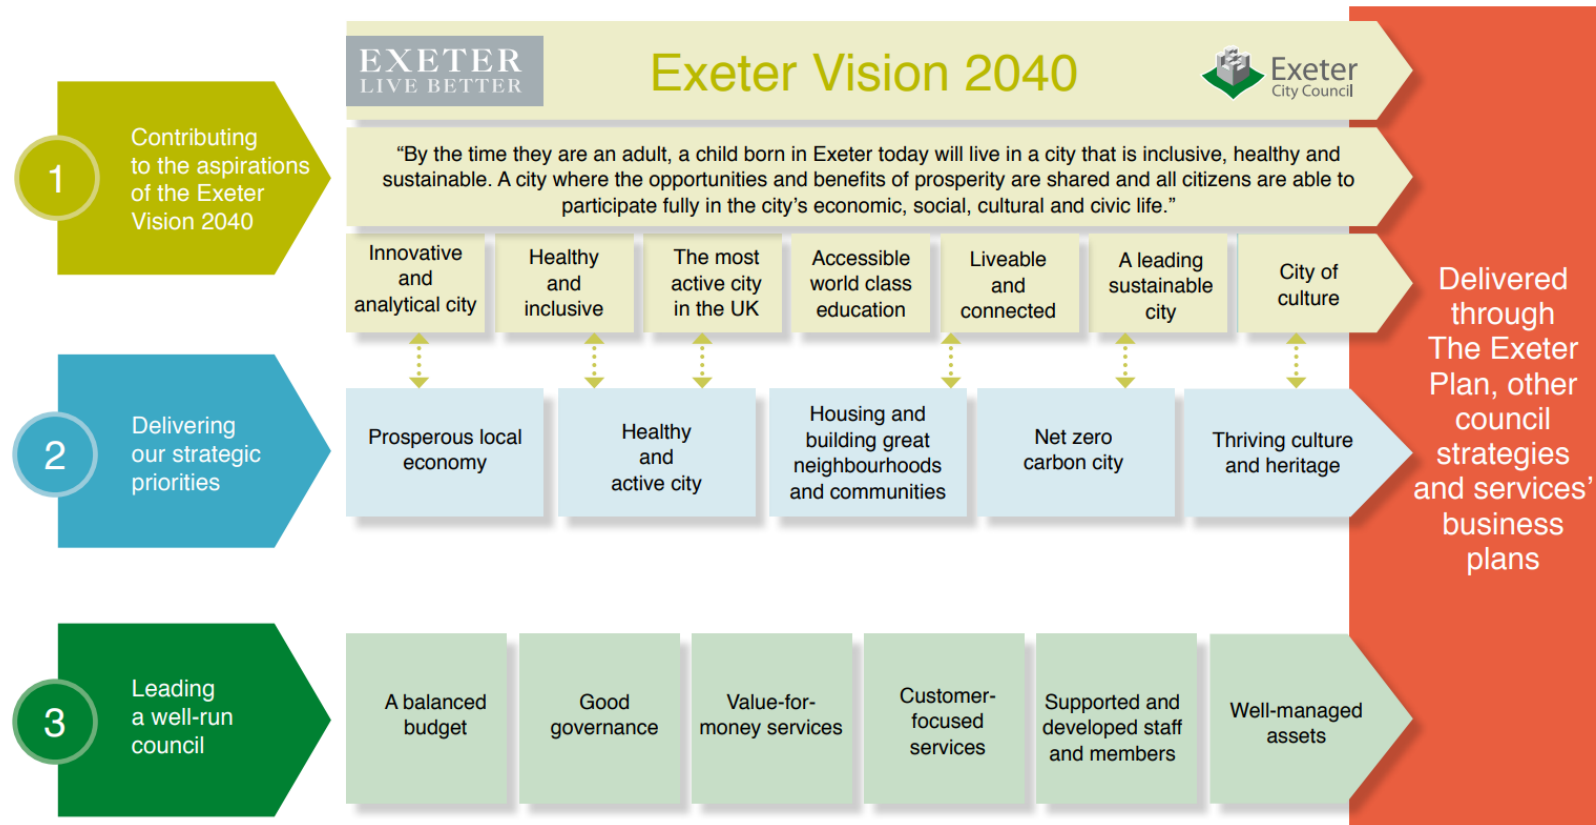 EXETER
LIVE BETTER
Exeter Vision 2040
Exeter
City Council
1
Contributing
to the aspirations
of the Exeter
Vision 2040
“By the time they are an adult, a child born in Exeter today will live in a city that is inclusive, healthy and
sustainable. A city where the opportunities and benefits of prosperity are shared and all citizens are able to
participate fully in the city’s economic, social, cultural and civic life.”
Innovative
and
analytical city
Healthy
and
inclusive
The most
active city
in the UK
Accessible
world class
education
Liveable
and
connected
A leading
sustainable
city
City of
culture
2
Delivering
our strategic
priorities
Prosperous local
economy
Healthy
and
active city
Housing and
building great
neighbourhoods
and communities
Net zero
carbon city
Thriving culture
and heritage
3
Leading
a well-run
council
A balanced
budget
Good
governance
Value-for-
money services
Customer-
focused
services
Supported and
developed staff
and members
Well-managed
assets
Delivered
through
The Exeter
Plan, other
council
strategies
and services’
business
plans